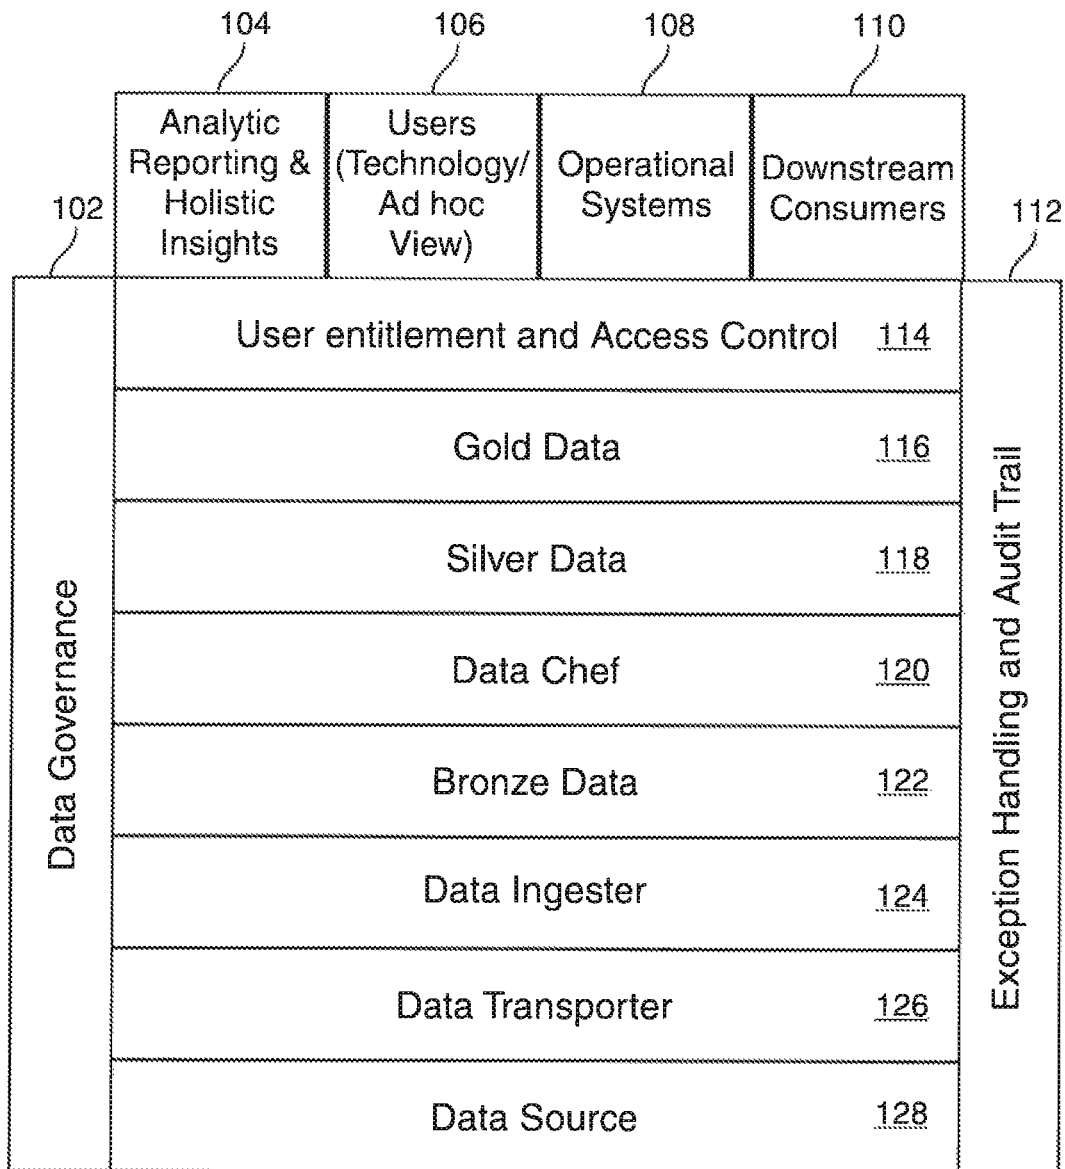 104
106
108
110
Analytic
Reporting &
Holistic
Insights
Users
(Technology/
Ad hoc
View)
Operational
Systems
Downstream
Consumers
102
112
User entitlement and Access Control 114
Gold Data 116
Silver Data 118
Data Chef 120
Bronze Data 122
Data Ingester 124
Data Transporter 126
Data Source 128
Data Governance
Exception Handling and Audit Trail